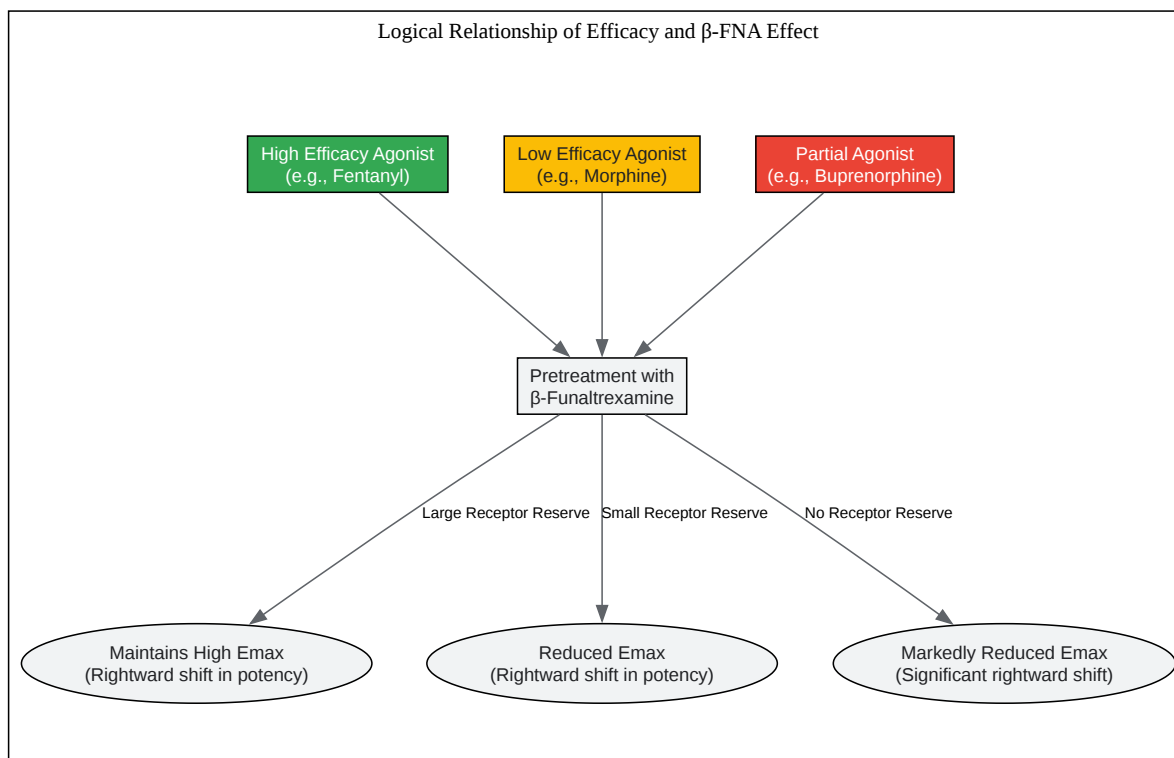 Logical Relationship of Efficacy and β-FNA Effect
High Efficacy Agonist
(e.g., Fentanyl)
Low Efficacy Agonist
(e.g., Morphine)
Partial Agonist
(e.g., Buprenorphine)
Pretreatment with
β-Funaltrexamine
Large Receptor Reserve
Small Receptor Reserve
No Receptor Reserve
Maintains High Emax
(Rightward shift in potency)
Reduced Emax
(Rightward shift in potency)
Markedly Reduced Emax
(Significant rightward shift)